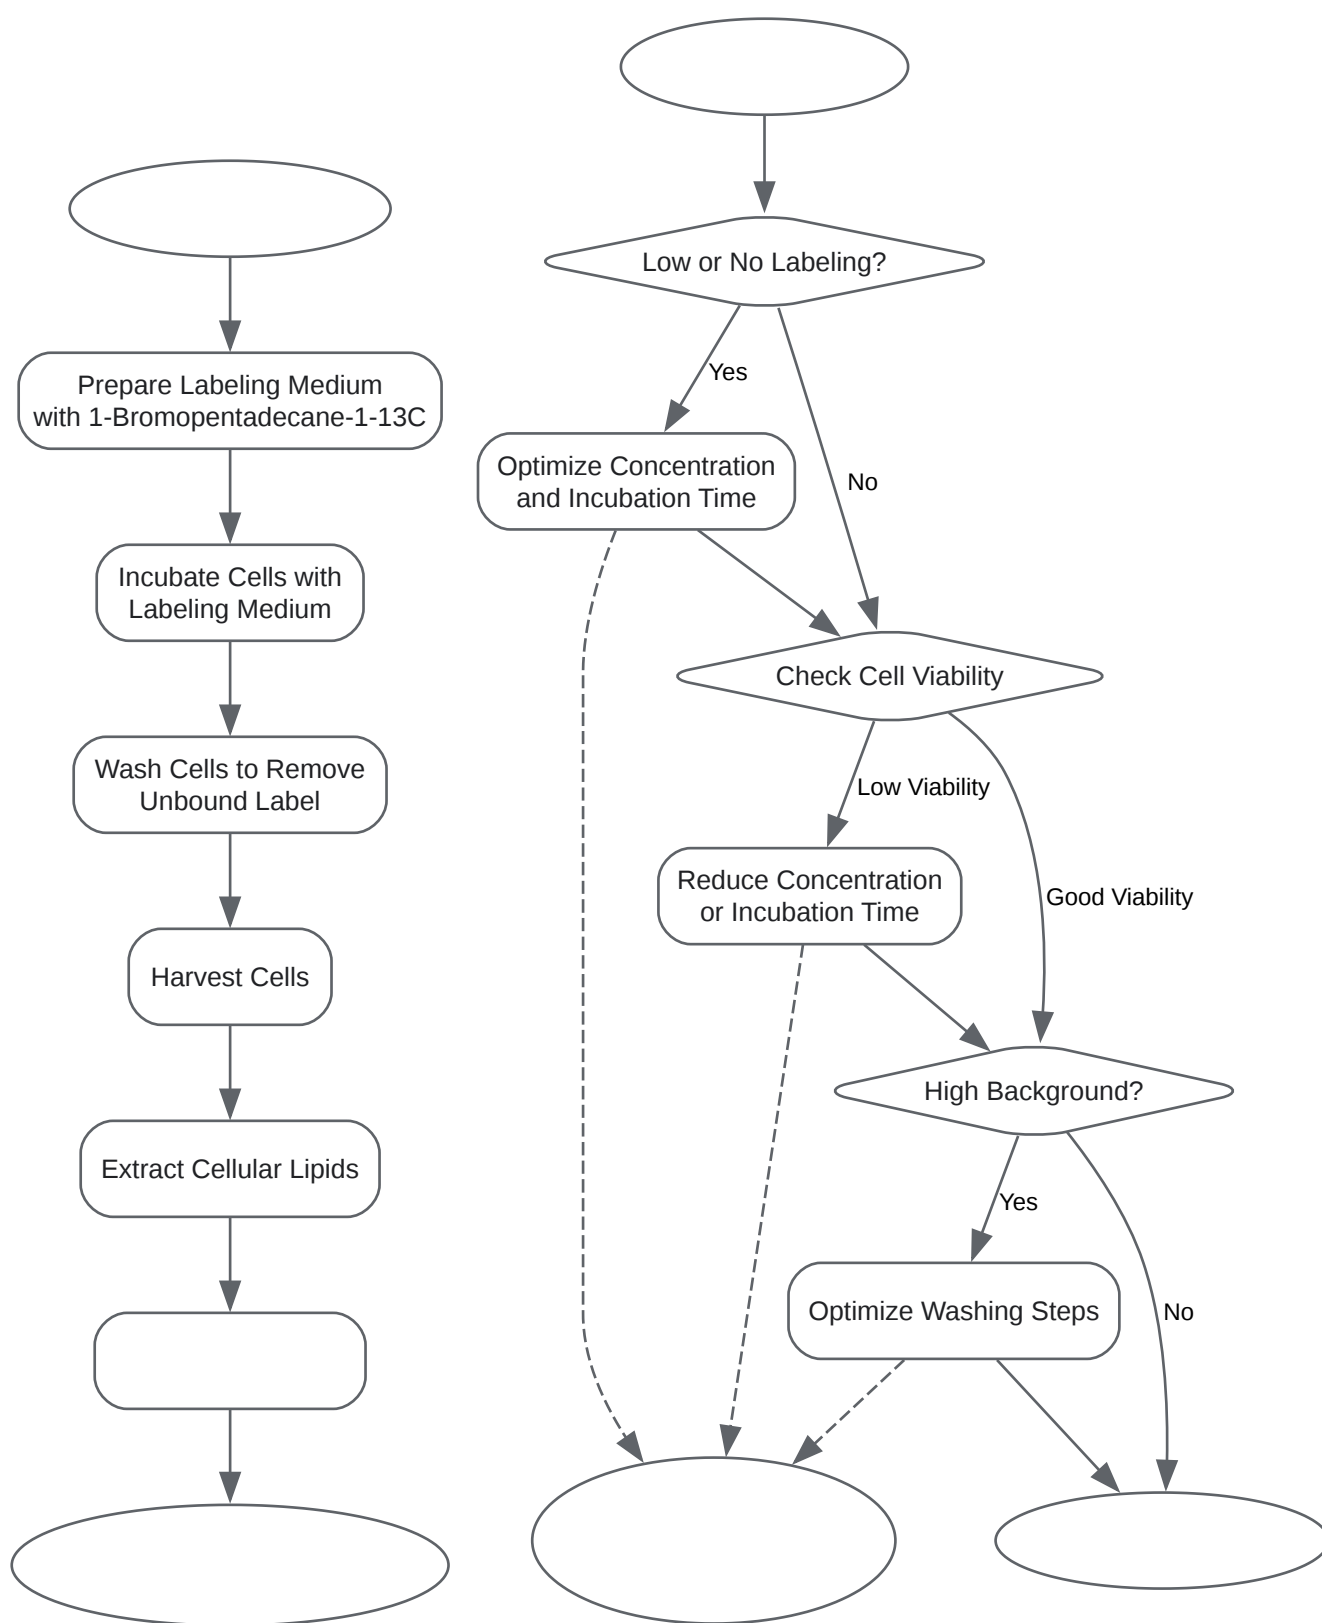 Prepare Labeling Medium
with 1-Bromopentadecane-1-13C
Incubate Cells with
Labeling Medium
Wash Cells to Remove
Unbound Label
Harvest Cells
Extract Cellular Lipids
Low or No Labeling?
Yes
No
Optimize Concentration
and Incubation Time
Check Cell Viability
Low Viability
Good Viability
Reduce Concentration
or Incubation Time
High Background?
Yes
No
Optimize Washing Steps